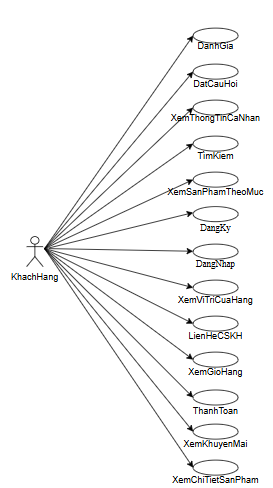 DanhGia
DatCauHoi
XemThongTinCaNhan
TimKiem
XemSanPhamTheoMuc
DangKy
KhachHang
DangNhap
XemViTriCuaHang
LienHeCSKH
XemGioHang
ThanhToan
XemKhuyenMai
XemChiTietSanPham